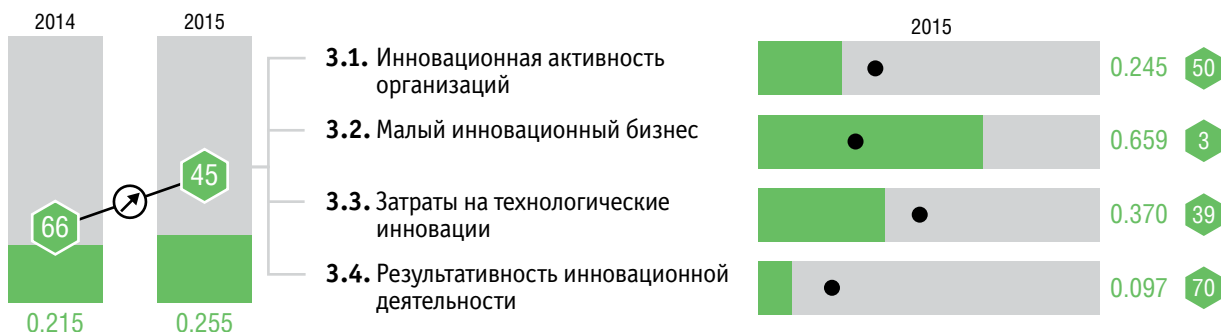 2014
2015
66
45
0.215
0.255
3.1. Инновационная активность
организаций
3.2. Малый инновационный бизнес
3.3. Затраты на технологические
инновации
3.4. Результативность инновационной
деятельности
2015
0.245 50
0.659 3
0.370 39
0.097 70